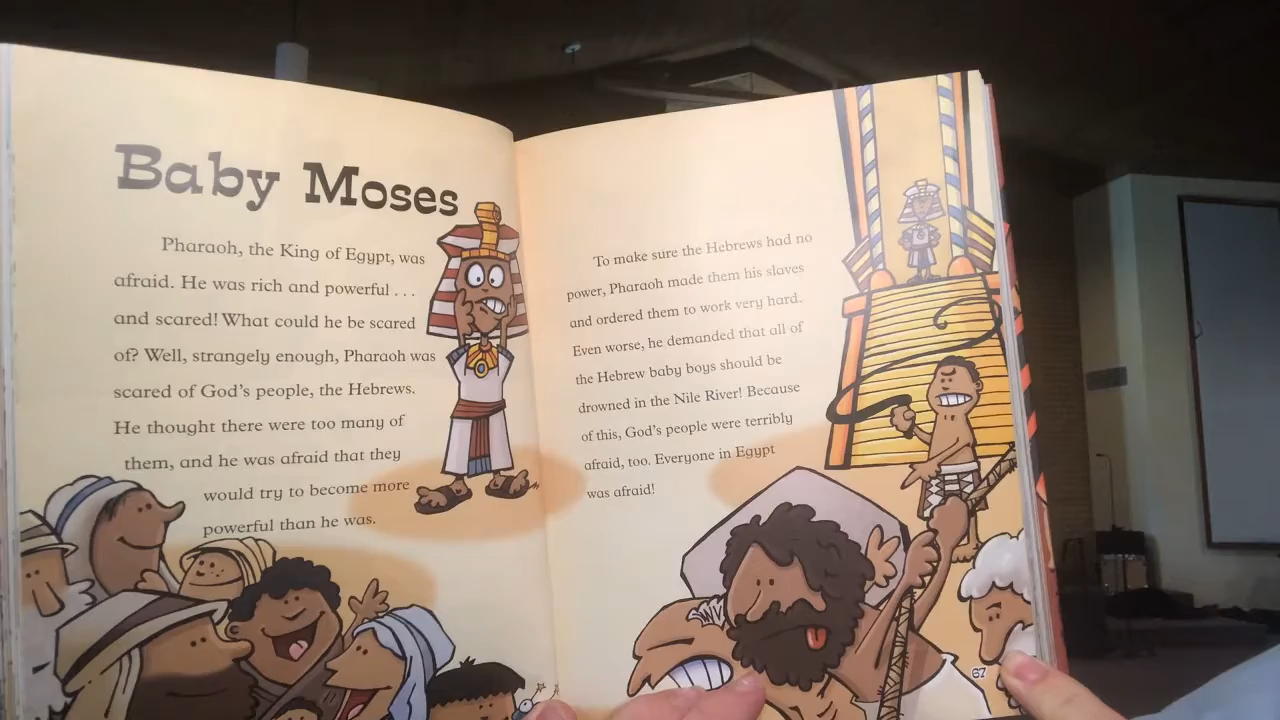 Baby Moses
Pharaoh, the King of Egypt, was
afraid. He was rich and powerful . . .
and scared! What could he be scared
of? Well, strangely enough, Pharaoh was
scared of God's people, the Hebrews.
He thought there were too many of
them, and he was afraid that they
would try to become more
powerful than he was.
To make sure the Hebrews had no
power, Pharaoh made them his slaves
and ordered them to work very hard.
Even worse, he demanded that all of
the Hebrew baby boys should be
drowned in the Nile River! Because
of this, God's people were terribly
afraid, too. Everyone in Egypt
was afraid!
67